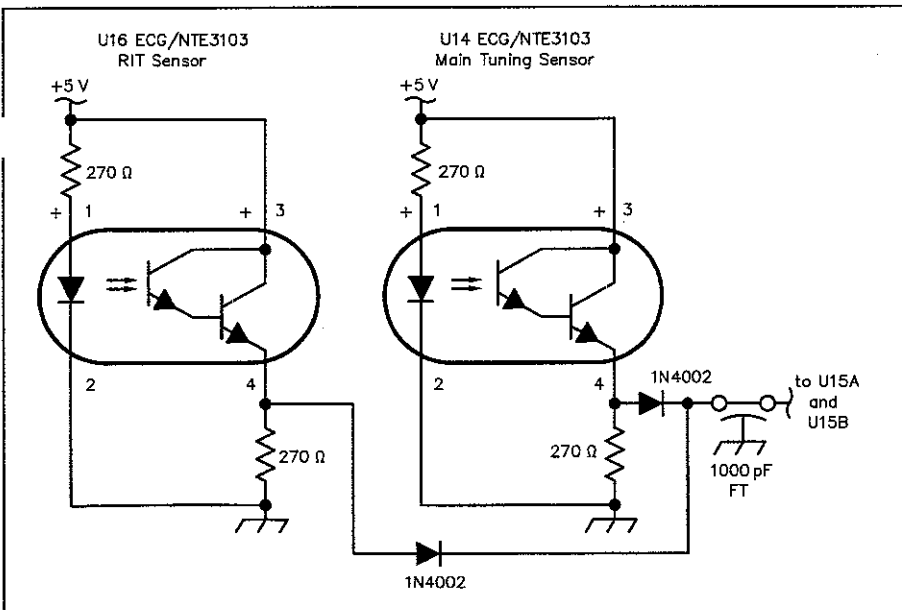 U16 ECG/NTE3103
RIT Sensor
U14 ECG/NTE3103
Main Tuning Sensor
+5 V
+5 V
270 Ω
270 Ω
+ 1
+ 3
+ 1
+ 3
2
4
2
4
1N4002
to U15A
and
U15B
270 Ω
270 Ω
1000 pF
FT
1N4002